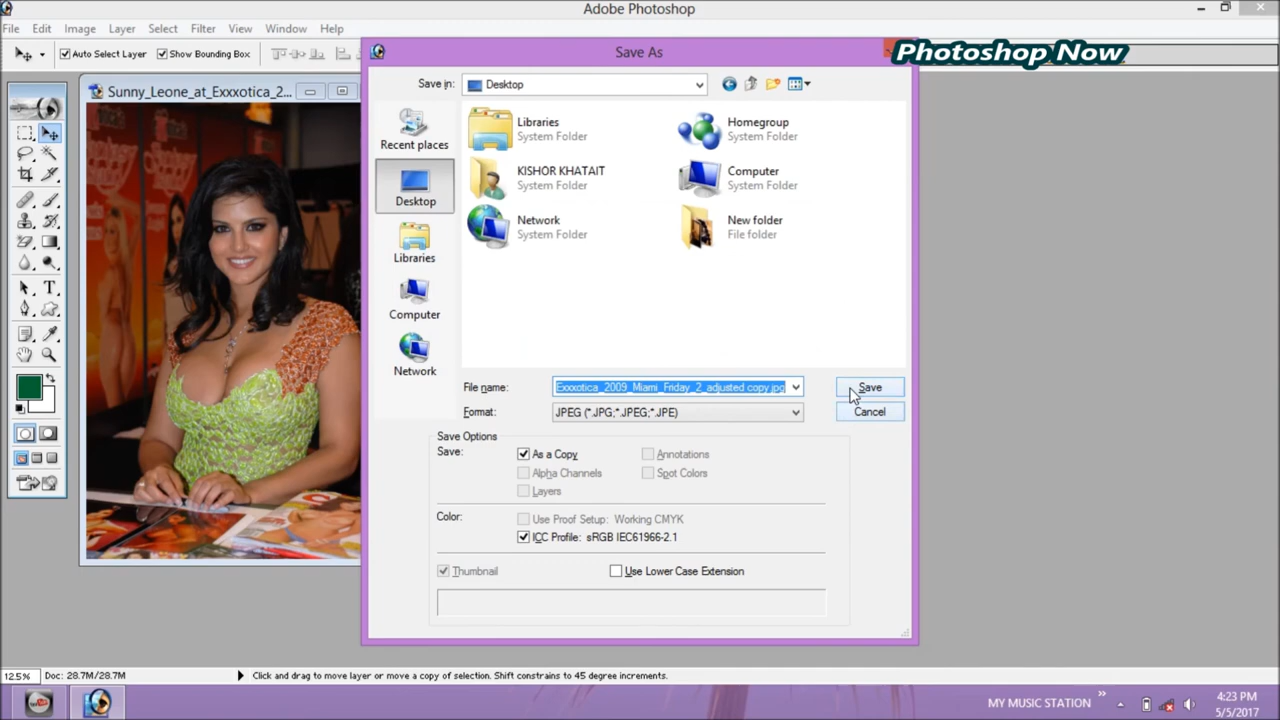 Adobe Photoshop
File Edit Image Layer Select Filter View Window Help
Auto Select Layer Show Bounding Box
Photoshop Now
Save As
Sunny_Leone_at_Exxxotica_2...
Save in: Desktop
Recent places
Desktop
Libraries
Computer
Network
Libraries
System Folder
Homegroup
System Folder
KISHOR KHATAIT
System Folder
Computer
System Folder
Network
System Folder
New folder
File folder
File name: Exxxotica_2009_Miami_Friday_2_adjusted copy.jpg
Save
Format: JPEG (*.JPG;*.JPEG;*.JPE)
Cancel
Save Options
Save: As a Copy Annotations
Alpha Channels Spot Colors
Layers
Color: Use Proof Setup: Working CMYK
ICC Profile: sRGB IEC61966-2.1
Thumbnail Use Lower Case Extension
12.5% Doc: 28.7M/28.7M Click and drag to move layer or move a copy of selection. Shift constrains to 45 degree increments.
MY MUSIC STATION
4:23 PM
5/5/2017